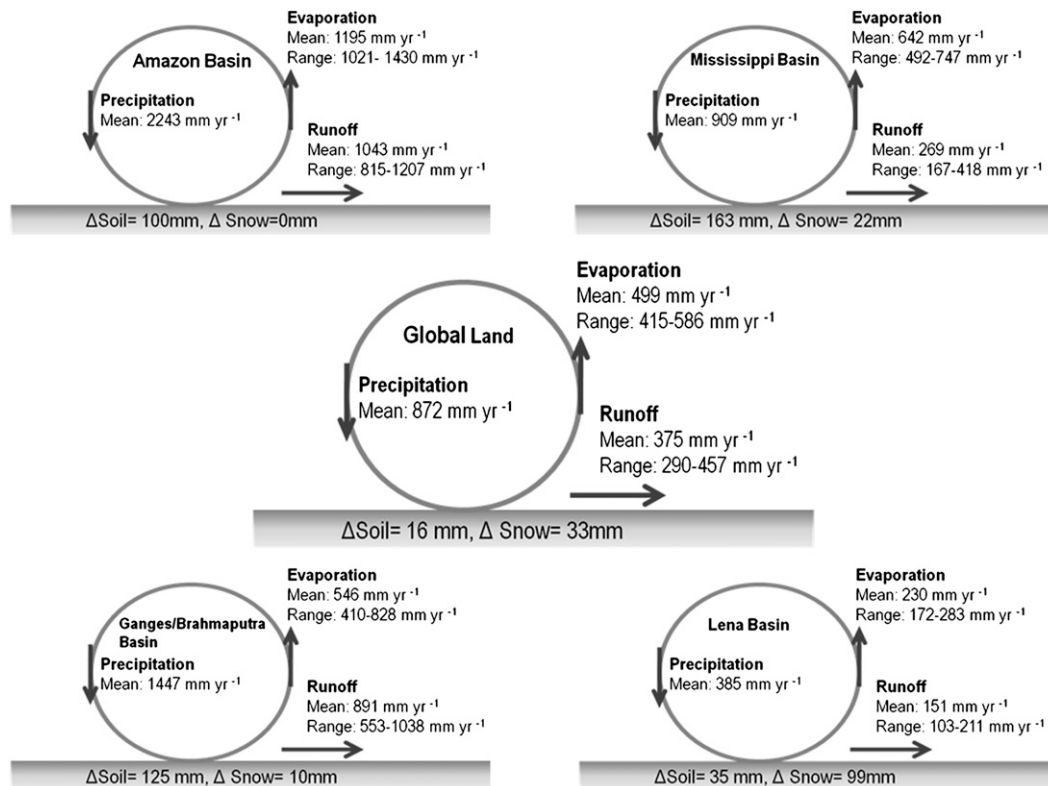 Amazon Basin
Precipitation
Mean: 2243 mm yr -1
Evaporation
Mean: 1195 mm yr -1
Range: 1021- 1430 mm yr -1
Runoff
Mean: 1043 mm yr -1
Range: 815-1207 mm yr -1
ΔSoil= 100mm, Δ Snow=0mm
Mississippi Basin
Precipitation
Mean: 909 mm yr -1
Evaporation
Mean: 642 mm yr -1
Range: 492-747 mm yr -1
Runoff
Mean: 269 mm yr -1
Range: 167-418 mm yr -1
ΔSoil= 163 mm, Δ Snow= 22mm
Global Land
Precipitation
Mean: 872 mm yr -1
Evaporation
Mean: 499 mm yr -1
Range: 415-586 mm yr -1
Runoff
Mean: 375 mm yr -1
Range: 290-457 mm yr -1
ΔSoil= 16 mm, Δ Snow= 33mm
Ganges/Brahmaputra
Basin
Precipitation
Mean: 1447 mm yr -1
Evaporation
Mean: 546 mm yr -1
Range: 410-828 mm yr -1
Runoff
Mean: 891 mm yr -1
Range: 553-1038 mm yr -1
ΔSoil= 125 mm, Δ Snow= 10mm
Lena Basin
Precipitation
Mean: 385 mm yr -1
Evaporation
Mean: 230 mm yr -1
Range: 172-283 mm yr -1
Runoff
Mean: 151 mm yr -1
Range: 103-211 mm yr -1
ΔSoil= 35 mm, Δ Snow= 99mm